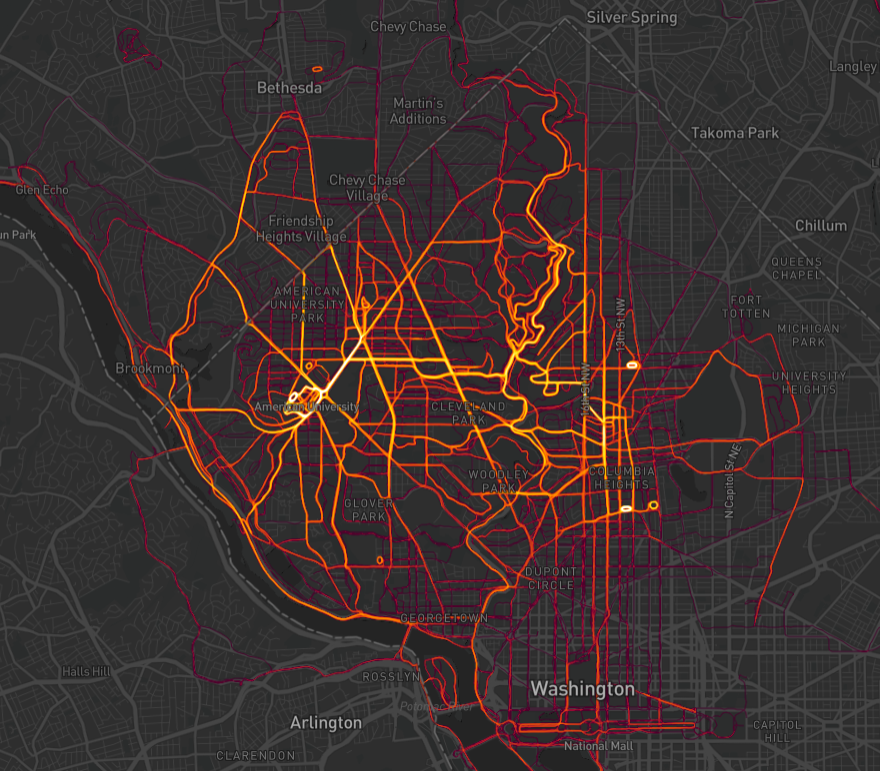 Silver Spring
Chevy Chase
Langley
Bethesda
Martin's
Additions
Takoma Park
Chevy Chase
Village
Glen Echo
Friendship
Heights Village
Chillum
un Park
QUEENS
CHAPEL
AMERICAN
UNIVERSITY
PARK
FORT
TOTTEN
13th St NW
MICHIGAN
PARK
Brookmont
UNIVERSITY
HEIGHTS
16th St NW
American University
CLEVELAND
PARK
WOODLEY
PARK
COLUMBIA
HEIGHTS
N Capitol St NE
GLOVER
PARK
DUPONT
CIRCLE
GEORGETOWN
Halls Hill
ROSSLYN
Washington
Potomac River
Arlington
CAPITOL
HILL
National Mall
CLARENDON